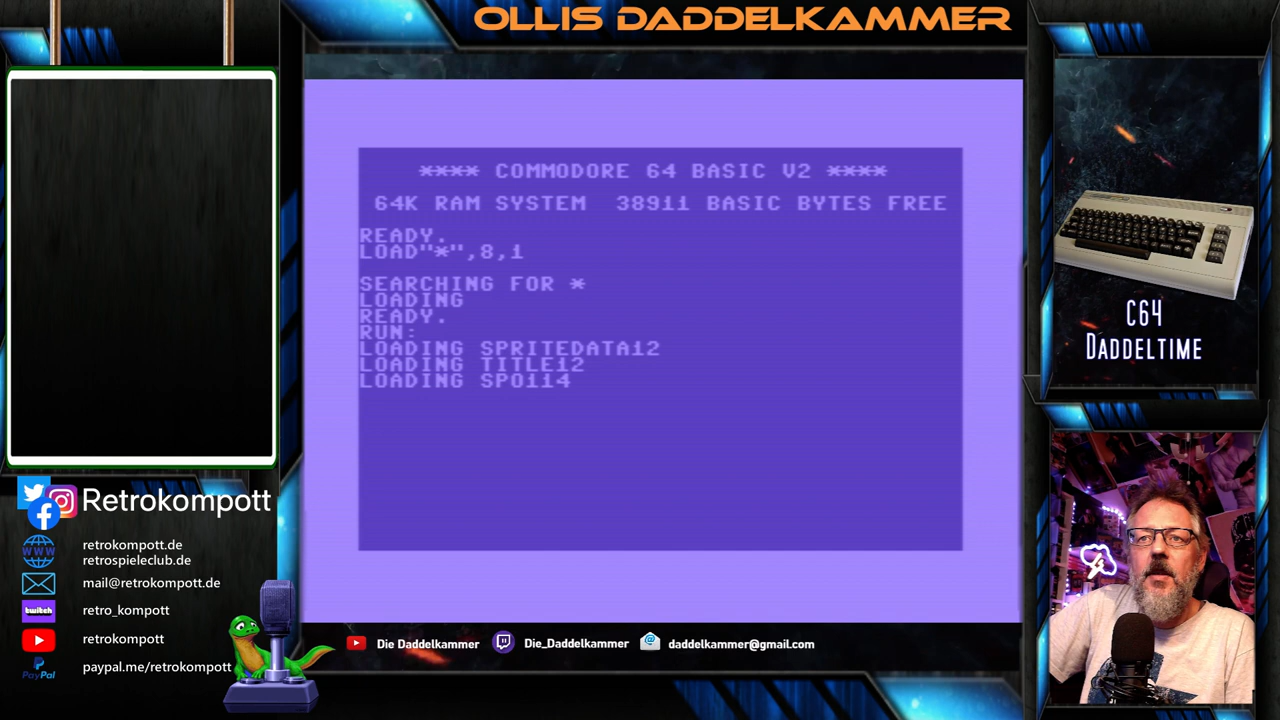 OLLIS DADDELKAMMER
**** COMMODORE 64 BASIC V2 ****
64K RAM SYSTEM  38911 BASIC BYTES FREE
READY.
LOAD"*",8,1
SEARCHING FOR *
LOADING
READY.
RUN:
LOADING SPRITEDATA12
LOADING TITLE12
LOADING SPO114
C64
DADDELTIME
Retrokompott
WWW
retrokompott.de
retrospieleclub.de
mail@retrokompott.de
twitch
retro_kompott
retrokompott
PayPal
paypal.me/retrokompott
Die Daddelkammer
Die_Daddelkammer
daddelkammer@gmail.com